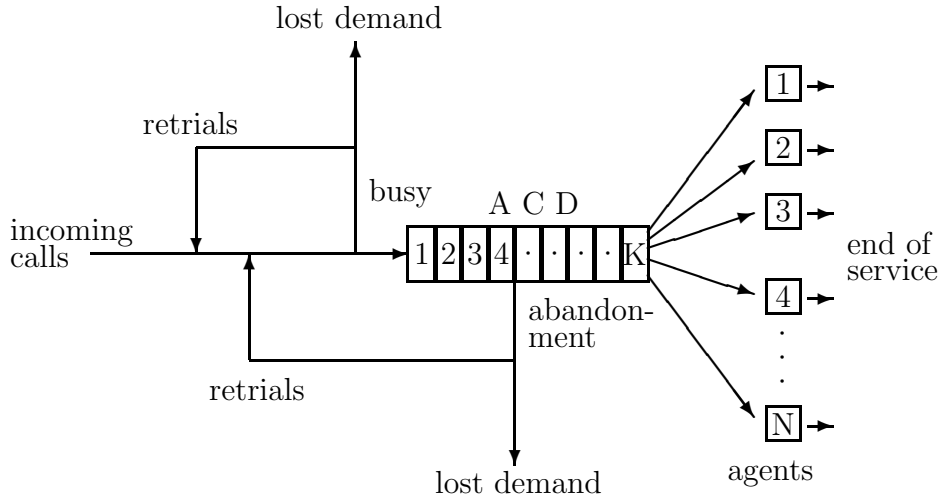 lost demand
retrials
busy
A C D
incoming
calls
1 2 3 4 · · · · K
abandon-
ment
retrials
lost demand
1
2
3
4
·
·
·
N
agents
end of
service